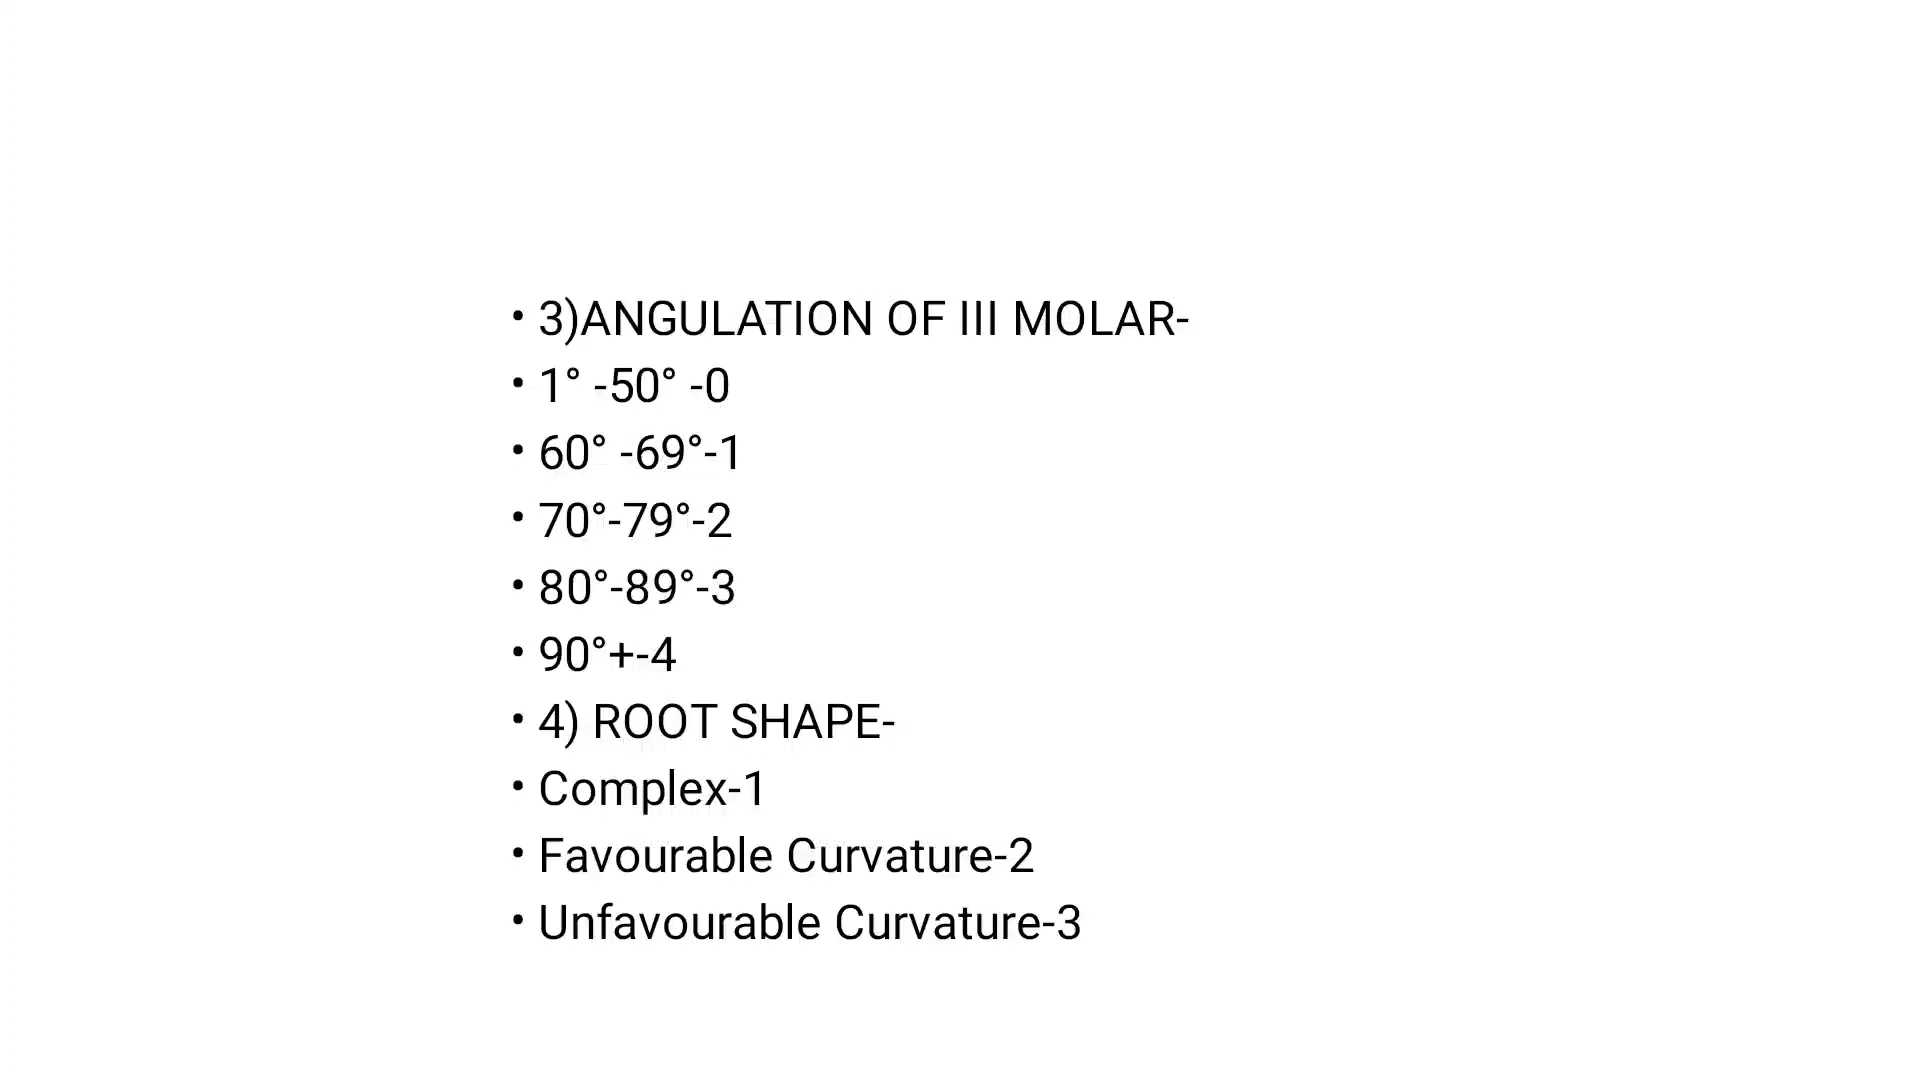 • 3)ANGULATION OF III MOLAR-
• 1° -50° -0
• 60° -69°-1
• 70°-79°-2
• 80°-89°-3
• 90°+-4
• 4) ROOT SHAPE-
• Complex-1
• Favourable Curvature-2
• Unfavourable Curvature-3